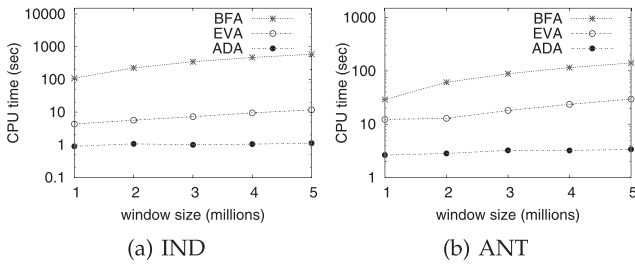 CPU time (sec)
10000
1000
100
10
1
0.1
BFA
EVA
ADA
1 2 3 4 5
window size (millions)
(a) IND
CPU time (sec)
1000
100
10
1
BFA
EVA
ADA
1 2 3 4 5
window size (millions)
(b) ANT